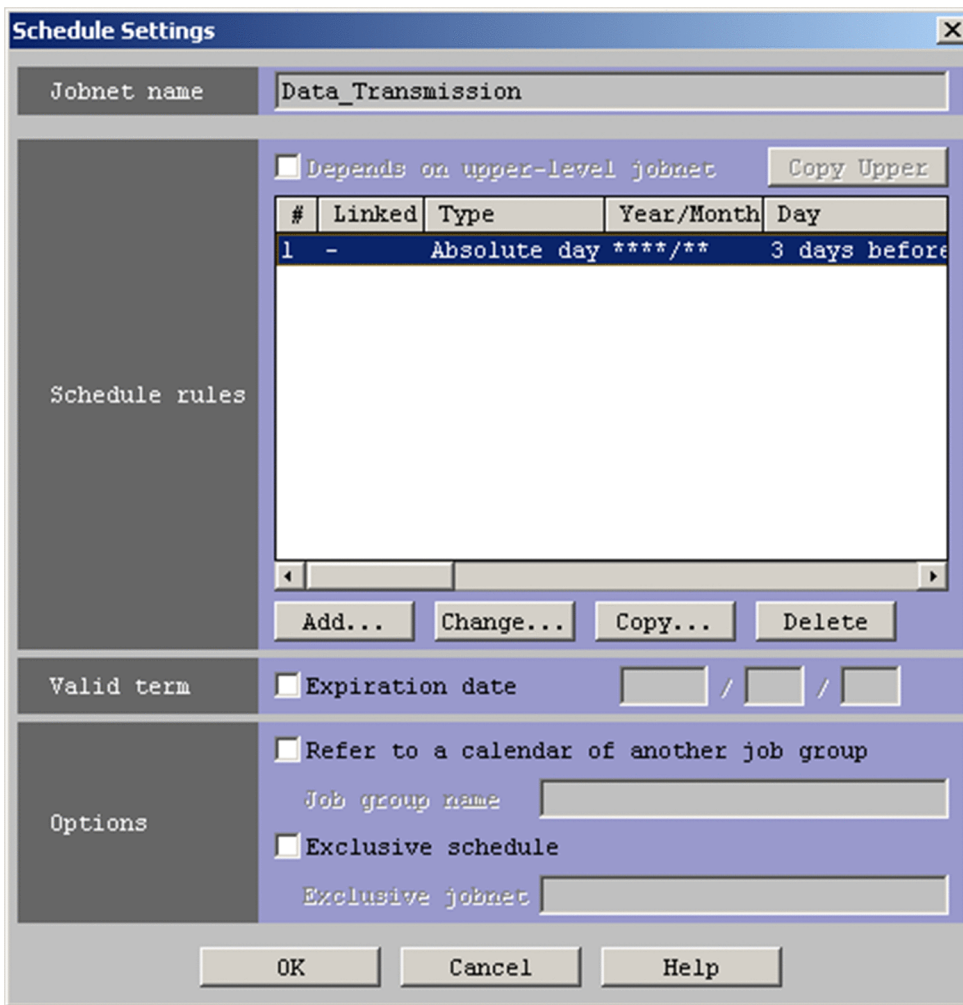 Schedule Settings
Jobnet name Data_Transmission
Depends on upper-level jobnet Copy Upper
# Linked Type Year/Month Day
1 - Absolute day ****/** 3 days before
Schedule rules
Add... Change... Copy... Delete
Valid term Expiration date / /
Refer to a calendar of another job group
Job group name
Options
Exclusive schedule
Exclusive jobnet
OK Cancel Help